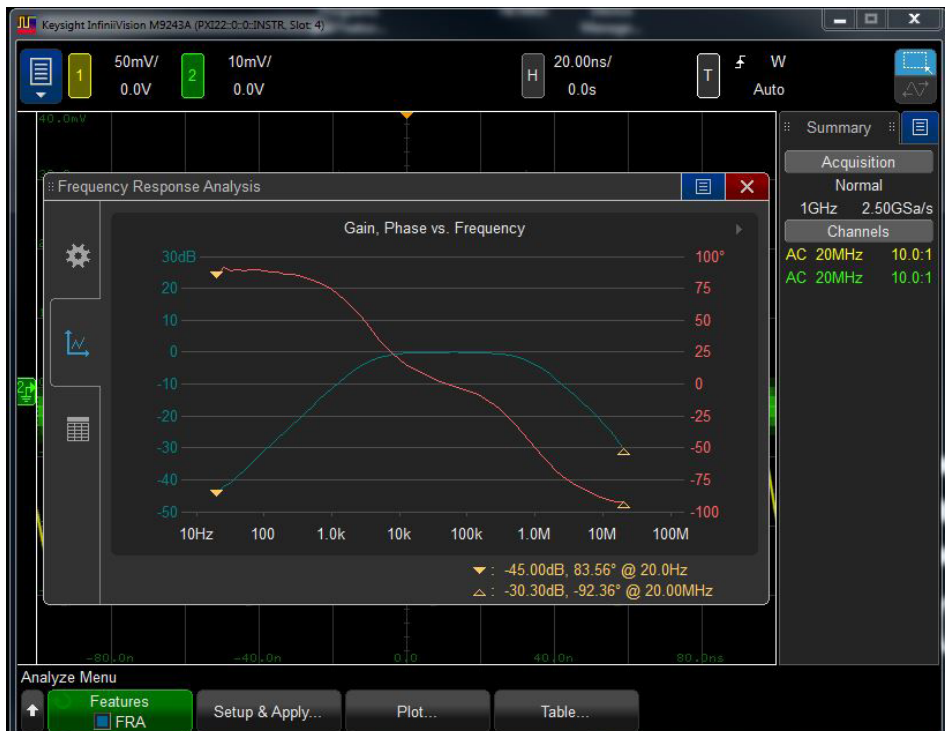 Keysight InfiniiVision M9243A (PXI22::0::0::INSTR, Slot: 4)
1 50mV/ 2 10mV/ H 20.00ns/ T W
0.0V 0.0V 0.0s Auto
40.0mV
Summary
Acquisition
Normal
1GHz 2.50GSa/s
Channels
AC 20MHz 10.0:1
AC 20MHz 10.0:1
Frequency Response Analysis
Gain, Phase vs. Frequency
30dB 100°
20 75
10 50
0 25
-10 0
-20 -25
-30 -50
-40 -75
-50 -100
10Hz 100 1.0k 10k 100k 1.0M 10M 100M
: -45.00dB, 83.56° @ 20.0Hz
: -30.30dB, -92.36° @ 20.00MHz
2
-80.0n -40.0n 0.0 40.0n 80.0ns
Analyze Menu
Features
FRA
Setup & Apply...
Plot...
Table...